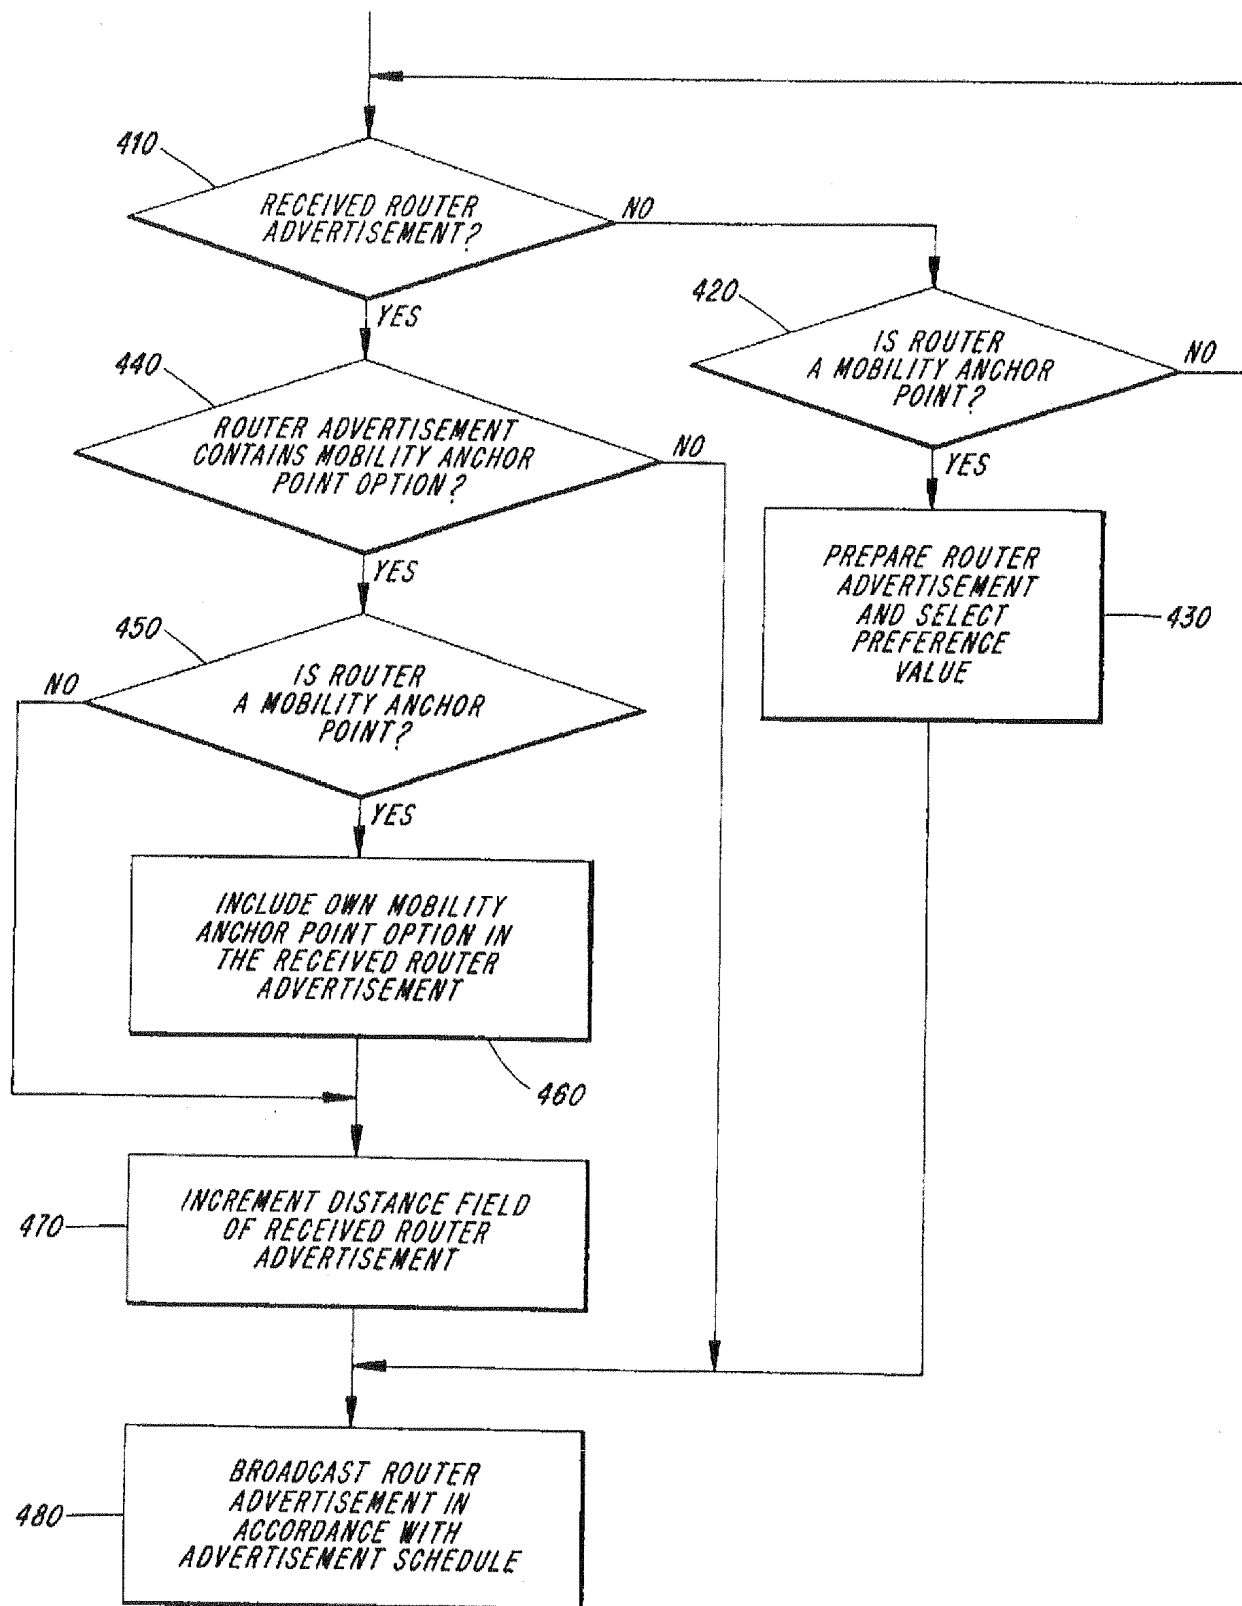 410
RECEIVED ROUTER
ADVERTISEMENT?
NO
YES
420
IS ROUTER
A MOBILITY ANCHOR
POINT?
NO
YES
440
ROUTER ADVERTISEMENT
CONTAINS MOBILITY ANCHOR
POINT OPTION?
NO
YES
PREPARE ROUTER
ADVERTISEMENT
AND SELECT
PREFERENCE
VALUE
430
450
NO
IS ROUTER
A MOBILITY ANCHOR
POINT?
YES
INCLUDE OWN MOBILITY
ANCHOR POINT OPTION IN
THE RECEIVED ROUTER
ADVERTISEMENT
460
470
INCREMENT DISTANCE FIELD
OF RECEIVED ROUTER
ADVERTISEMENT
480
BROADCAST ROUTER
ADVERTISEMENT IN
ACCORDANCE WITH
ADVERTISEMENT SCHEDULE